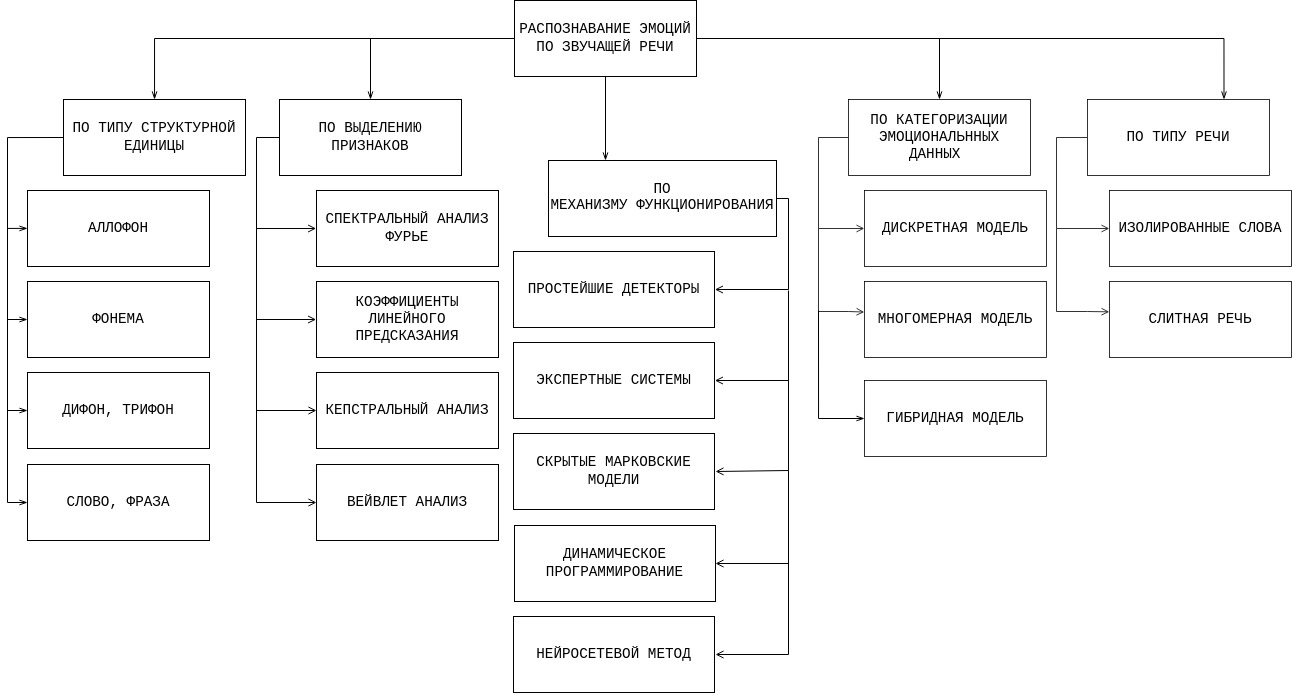 РАСПОЗНАВАНИЕ ЭМОЦИЙ
ПО ЗВУЧАЩЕЙ РЕЧИ
ПО ТИПУ СТРУКТУРНОЙ
ЕДИНИЦЫ
АЛЛОФОН
ФОНЕМА
ДИФОН, ТРИФОН
СЛОВО, ФРАЗА
ПО ВЫДЕЛЕНИЮ
ПРИЗНАКОВ
СПЕКТРАЛЬНЫЙ АНАЛИЗ
ФУРЬЕ
КОЭФФИЦИЕНТЫ
ЛИНЕЙНОГО
ПРЕДСКАЗАНИЯ
КЕПСТРАЛЬНЫЙ АНАЛИЗ
ВЕЙВЛЕТ АНАЛИЗ
ПО
МЕХАНИЗМУ ФУНКЦИОНИРОВАНИЯ
ПРОСТЕЙШИЕ ДЕТЕКТОРЫ
ЭКСПЕРТНЫЕ СИСТЕМЫ
СКРЫТЫЕ МАРКОВСКИЕ
МОДЕЛИ
ДИНАМИЧЕСКОЕ
ПРОГРАММИРОВАНИЕ
НЕЙРОСЕТЕВОЙ МЕТОД
ПО КАТЕГОРИЗАЦИИ
ЭМОЦИОНАЛЬННЫХ
ДАННЫХ
ДИСКРЕТНАЯ МОДЕЛЬ
МНОГОМЕРНАЯ МОДЕЛЬ
ГИБРИДНАЯ МОДЕЛЬ
ПО ТИПУ РЕЧИ
ИЗОЛИРОВАННЫЕ СЛОВА
СЛИТНАЯ РЕЧЬ